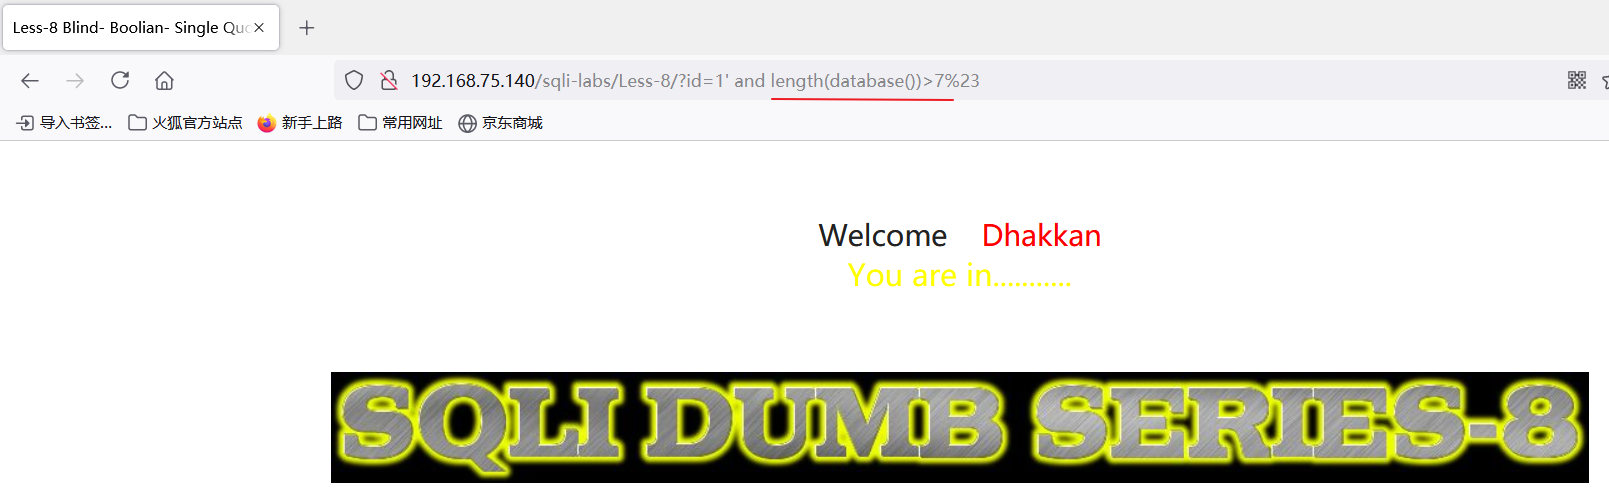 Less-8 Blind- Boolian- Single Quo
192.168.75.140/sqli-labs/Less-8/?id=1' and length(database())>7%23
导入书签... 火狐官方站点 新手上路 常用网址 京东商城
Welcome Dhakkan
You are in...........
SQLI DUMB SERIES-8